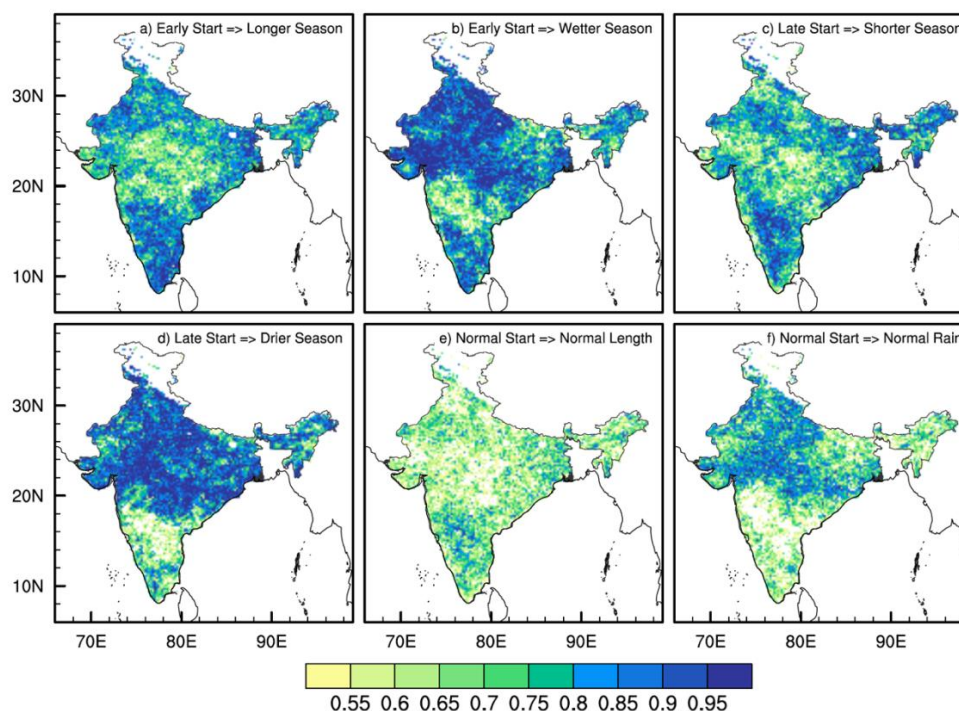 a) Early Start => Longer Season
b) Early Start => Wetter Season
c) Late Start => Shorter Season
30N
20N
10N
d) Late Start => Drier Season
e) Normal Start => Normal Length
f) Normal Start => Normal Rain
30N
20N
10N
70E 80E 90E 70E 80E 90E 70E 80E 90E
0.55 0.6 0.65 0.7 0.75 0.8 0.85 0.9 0.95